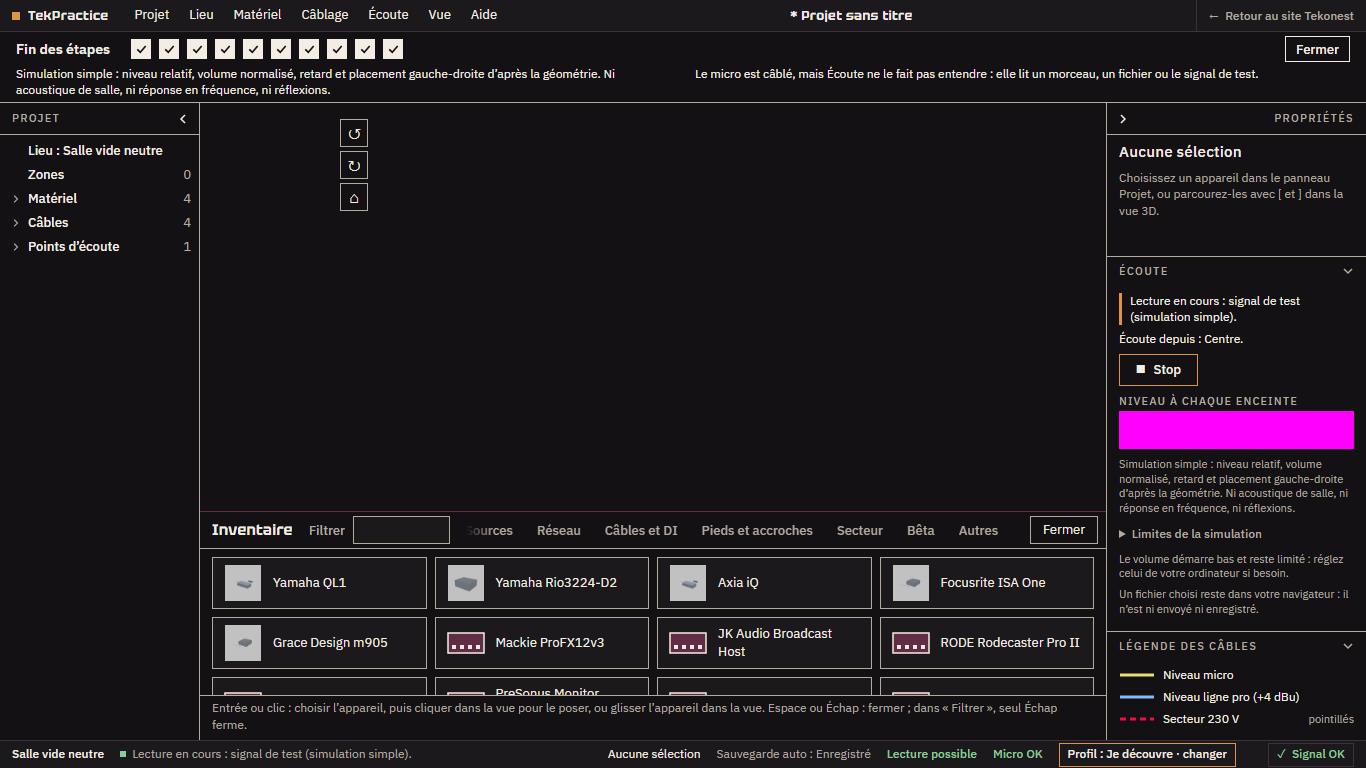 TekPractice Projet Lieu Matériel Câblage Écoute Vue Aide * Projet sans titre ← Retour au site Tekonest
Fin des étapes Fermer
Simulation simple : niveau relatif, volume normalisé, retard et placement gauche-droite d’après la géométrie. Ni
acoustique de salle, ni réponse en fréquence, ni réflexions.
Le micro est câblé, mais Écoute ne le fait pas entendre : elle lit un morceau, un fichier ou le signal de test.
PROJET
Lieu : Salle vide neutre
Zones 0
Matériel 4
Câbles 4
Points d’écoute 1
Inventaire Filtrer Sources Réseau Câbles et DI Pieds et accroches Secteur Bêta Autres Fermer
Yamaha QL1
Yamaha Rio3224-D2
Axia iQ
Focusrite ISA One
Grace Design m905
Mackie ProFX12v3
JK Audio Broadcast
Host
RODE Rodecaster Pro II
PreSonus Monitor
Entrée ou clic : choisir l’appareil, puis cliquer dans la vue pour le poser, ou glisser l’appareil dans la vue. Espace ou Échap : fermer ; dans « Filtrer », seul Échap
ferme.
PROPRIÉTÉS
Aucune sélection
Choisissez un appareil dans le panneau
Projet, ou parcourez-les avec [ et ] dans la
vue 3D.
ÉCOUTE
Lecture en cours : signal de test
(simulation simple).
Écoute depuis : Centre.
Stop
NIVEAU À CHAQUE ENCEINTE
Simulation simple : niveau relatif, volume
normalisé, retard et placement gauche-droite
d’après la géométrie. Ni acoustique de salle, ni
réponse en fréquence, ni réflexions.
Limites de la simulation
Le volume démarre bas et reste limité : réglez
celui de votre ordinateur si besoin.
Un fichier choisi reste dans votre navigateur : il
n’est ni envoyé ni enregistré.
LÉGENDE DES CÂBLES
Niveau micro
Niveau ligne pro (+4 dBu)
Secteur 230 V pointillés
Salle vide neutre Lecture en cours : signal de test (simulation simple). Aucune sélection Sauvegarde auto : Enregistré Lecture possible Micro OK Profil : Je découvre · changer ✓ Signal OK